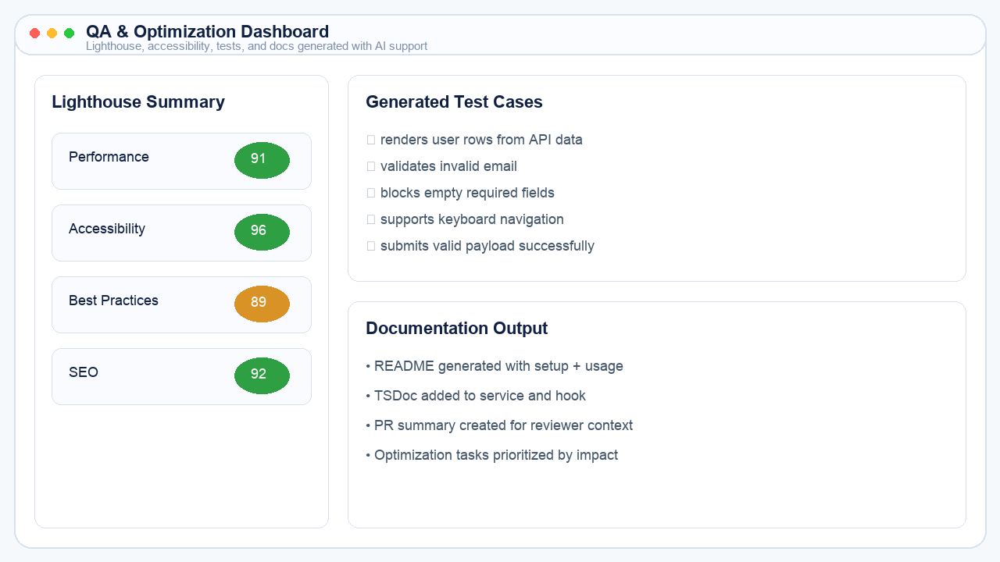 QA & Optimization Dashboard
Lighthouse, accessibility, tests, and docs generated with AI support
Lighthouse Summary
Performance 91
Accessibility 96
Best Practices 89
SEO 92
Generated Test Cases
□ renders user rows from API data
□ validates invalid email
□ blocks empty required fields
□ supports keyboard navigation
□ submits valid payload successfully
Documentation Output
• README generated with setup + usage
• TSDoc added to service and hook
• PR summary created for reviewer context
• Optimization tasks prioritized by impact